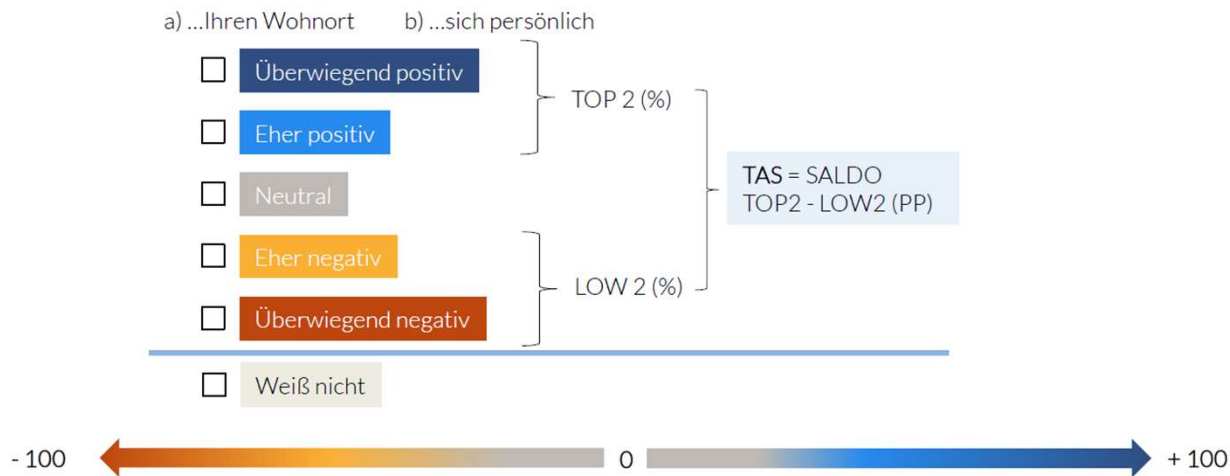 a) ...Ihren Wohnort b) ...sich persönlich
Überwiegend positiv
TOP 2 (%)
Eher positiv
Neutral
TAS = SALDO
TOP2 - LOW2 (PP)
Eher negativ
LOW 2 (%)
Überwiegend negativ
Weiß nicht
- 100 0 + 100